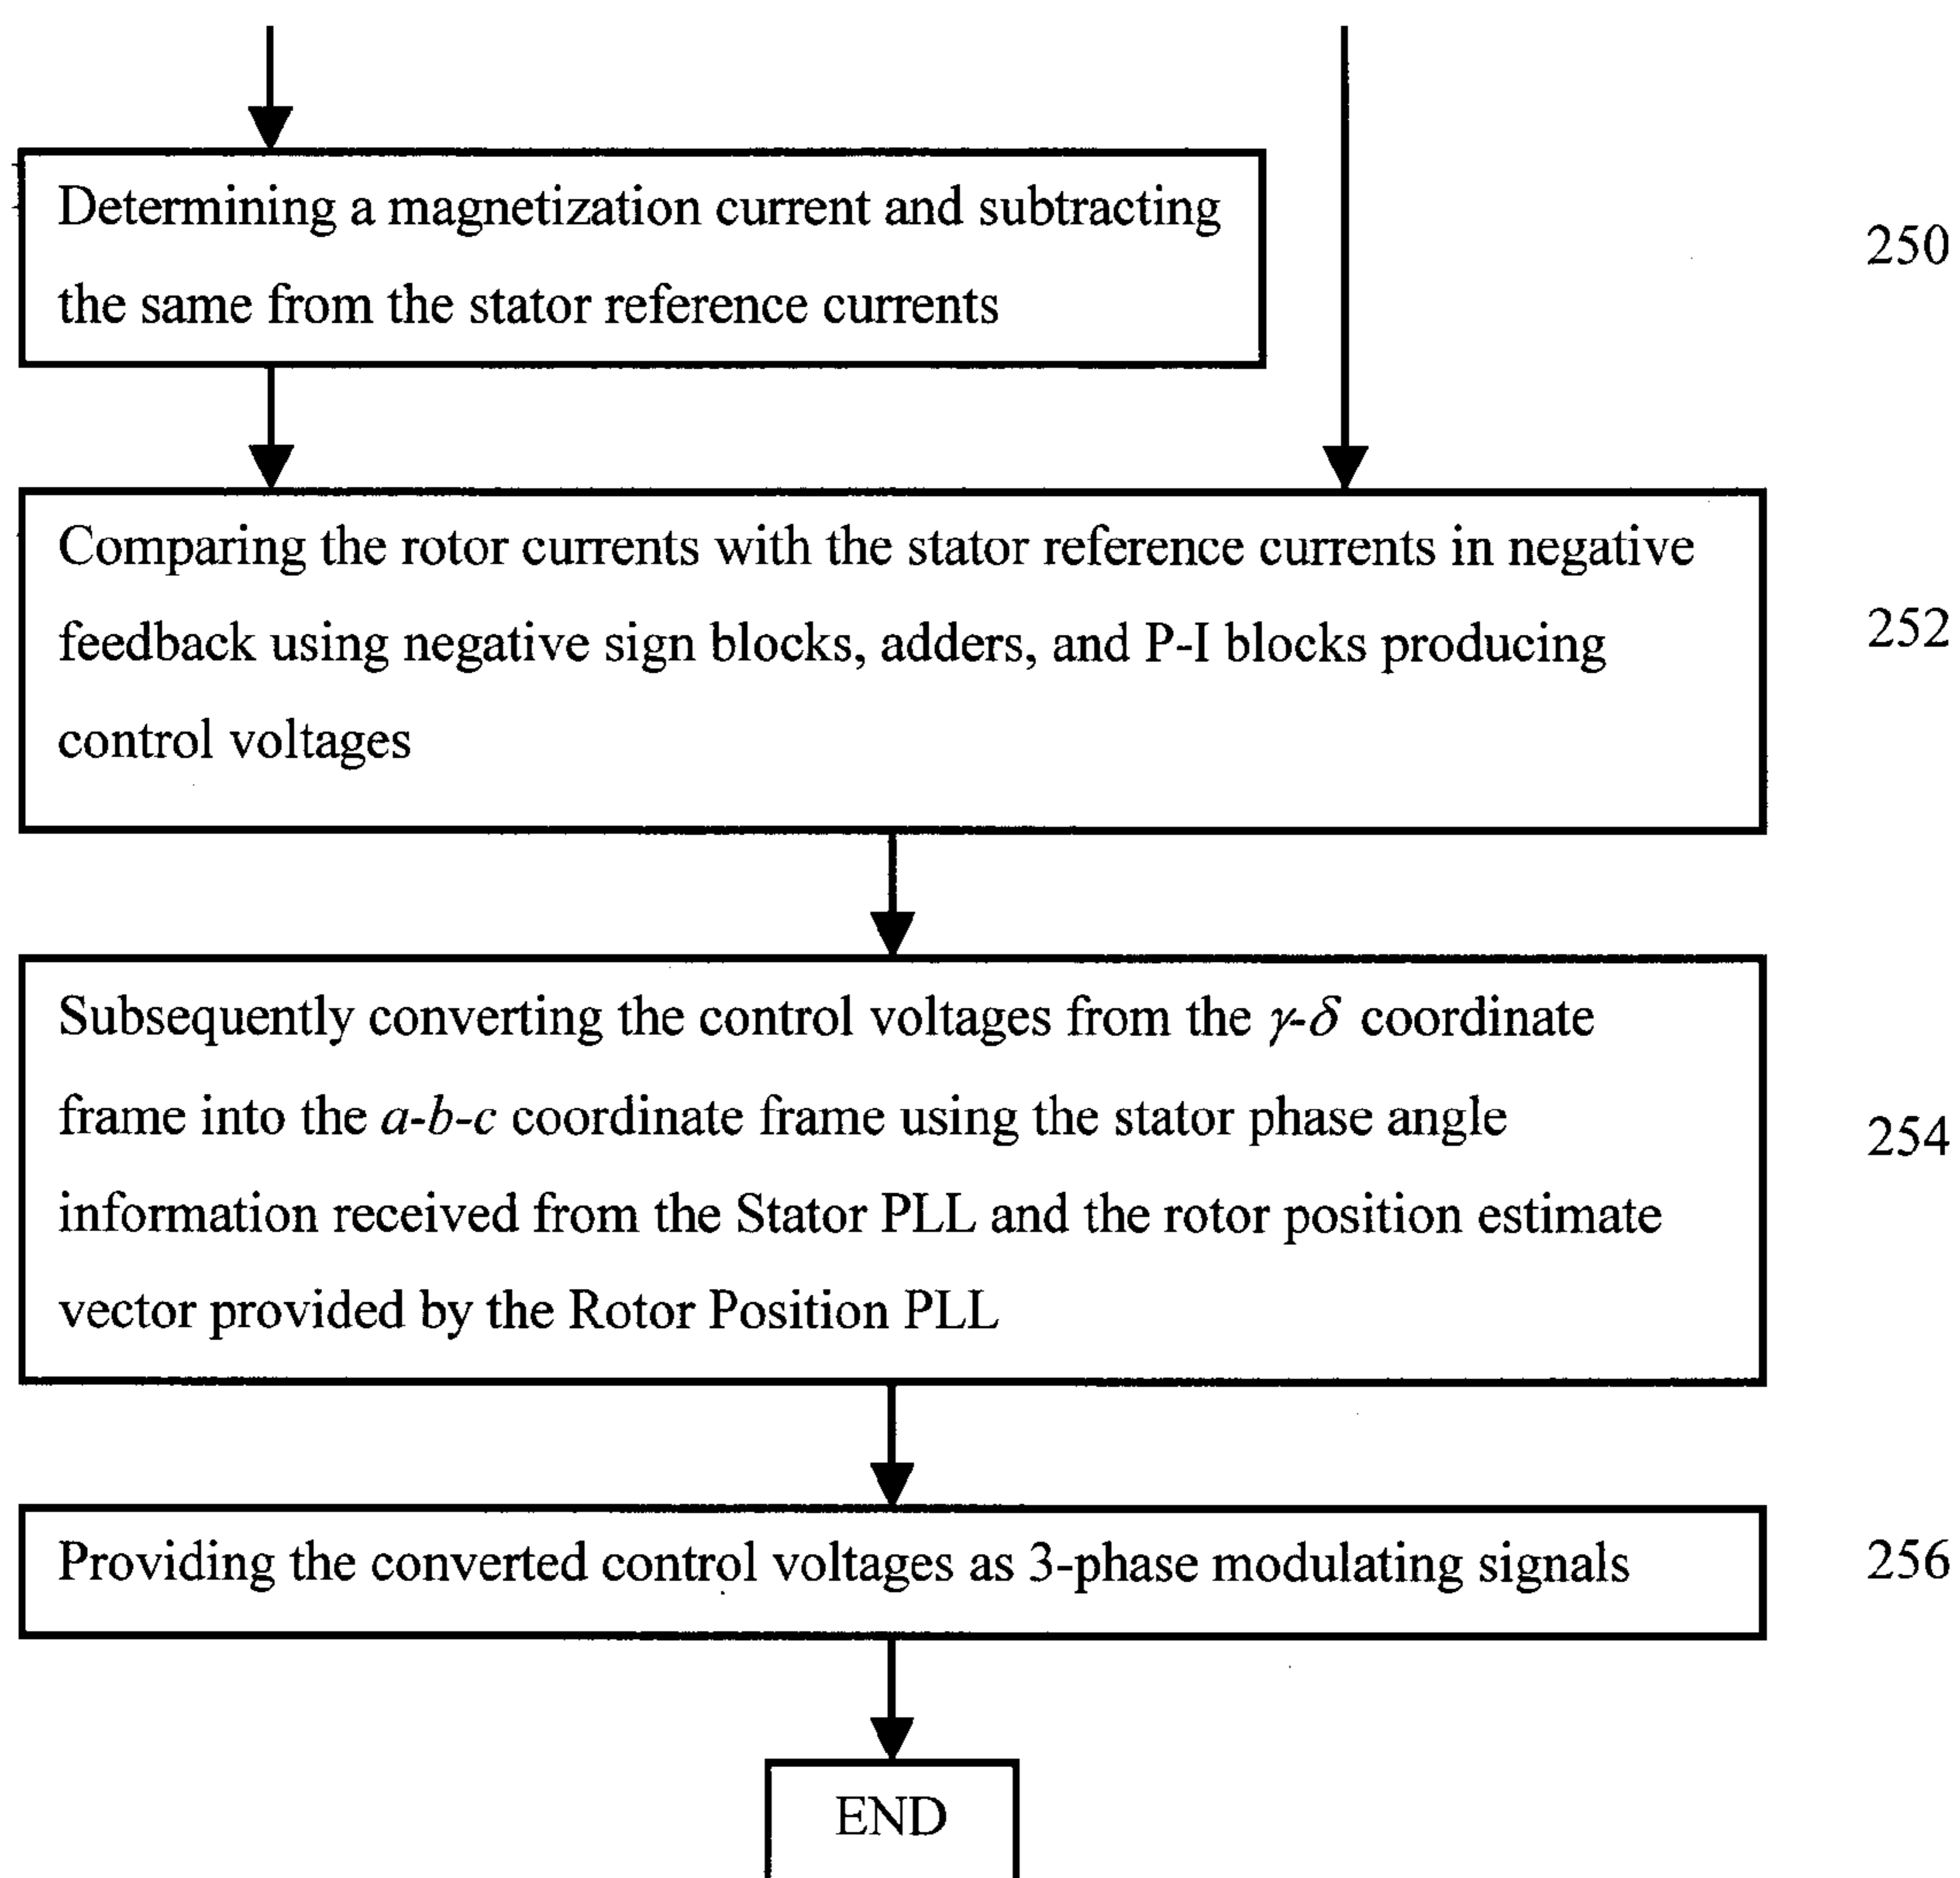 Determining a magnetization current and subtracting
the same from the stator reference currents
250
Comparing the rotor currents with the stator reference currents in negative
feedback using negative sign blocks, adders, and P-I blocks producing
control voltages
252
Subsequently converting the control voltages from the γ-δ coordinate
frame into the a-b-c coordinate frame using the stator phase angle
information received from the Stator PLL and the rotor position estimate
vector provided by the Rotor Position PLL
254
Providing the converted control voltages as 3-phase modulating signals
256
END